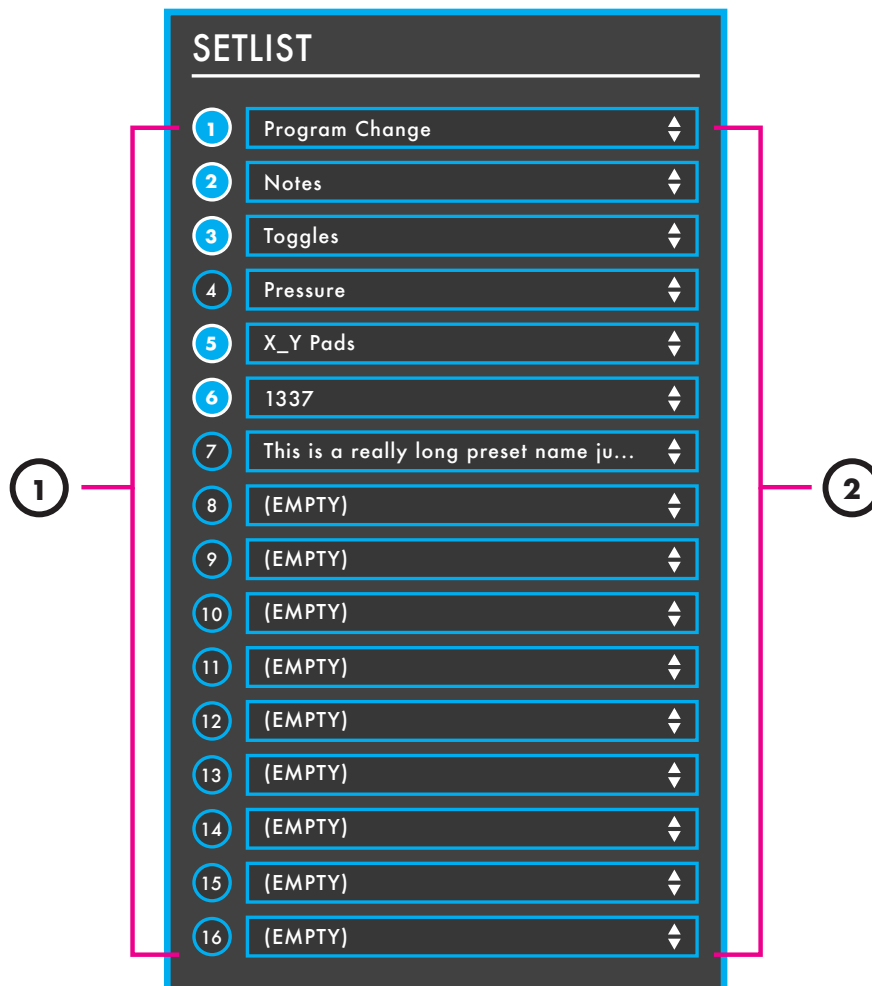 SETLIST
1 Program Change
2 Notes
3 Toggles
4 Pressure
5 X_Y Pads
6 1337
7 This is a really long preset name ju...
1 2
8 (EMPTY)
9 (EMPTY)
10 (EMPTY)
11 (EMPTY)
12 (EMPTY)
13 (EMPTY)
14 (EMPTY)
15 (EMPTY)
16 (EMPTY)